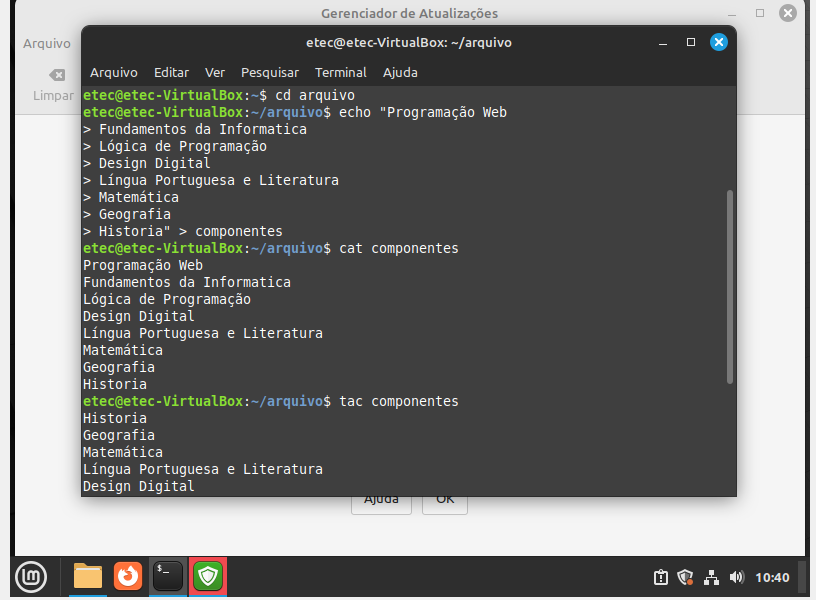 Gerenciador de Atualizações
Arquivo
Limpar
etec@etec-VirtualBox: ~/arquivo
Arquivo Editar Ver Pesquisar Terminal Ajuda
etec@etec-VirtualBox:~$ cd arquivo
etec@etec-VirtualBox:~/arquivo$ echo "Programação Web
> Fundamentos da Informatica
> Lógica de Programação
> Design Digital
> Língua Portuguesa e Literatura
> Matemática
> Geografia
> Historia" > componentes
etec@etec-VirtualBox:~/arquivo$ cat componentes
Programação Web
Fundamentos da Informatica
Lógica de Programação
Design Digital
Língua Portuguesa e Literatura
Matemática
Geografia
Historia
etec@etec-VirtualBox:~/arquivo$ tac componentes
Historia
Geografia
Matemática
Língua Portuguesa e Literatura
Design Digital
Ajuda OK
$_
10:40